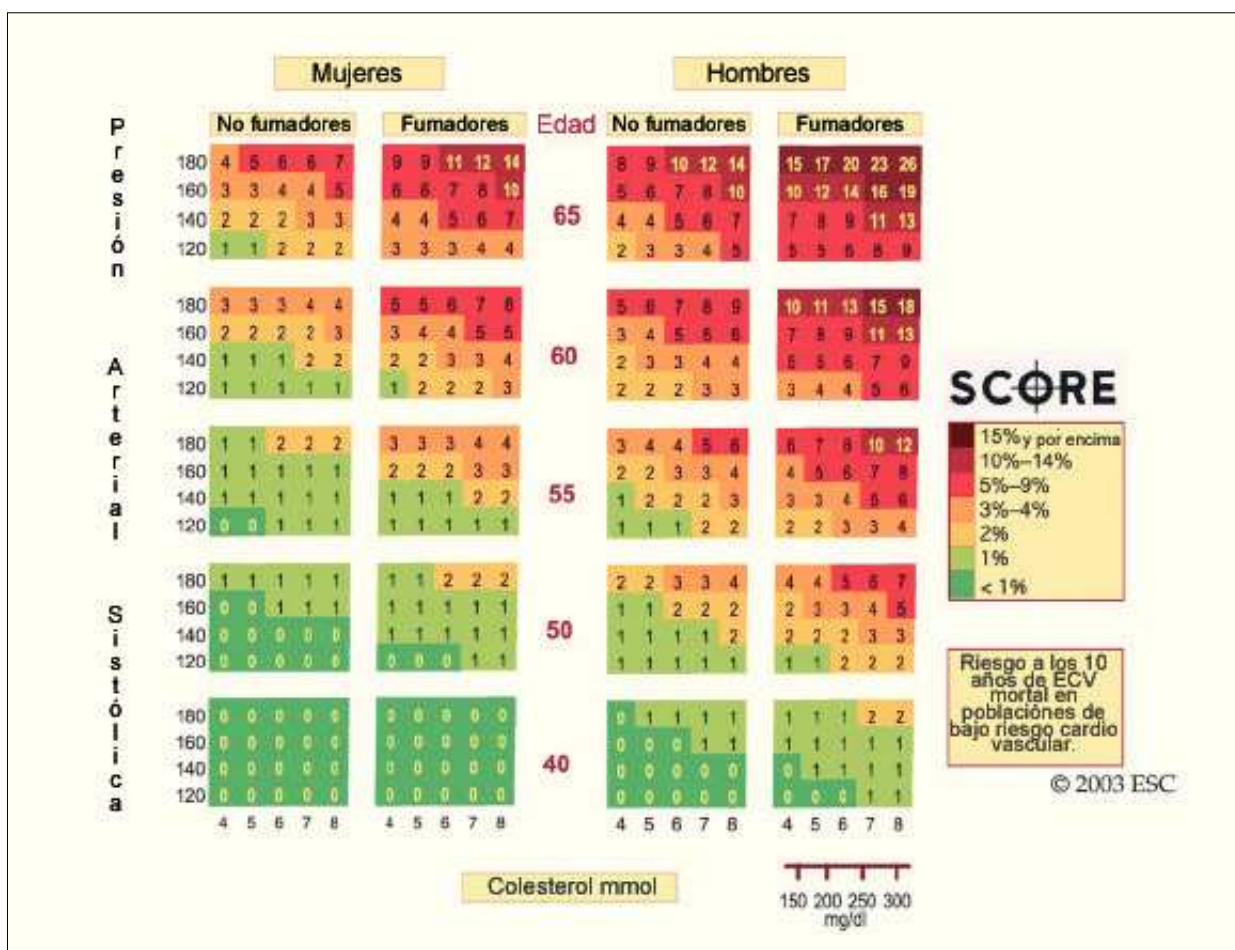 Mujeres Hombres
Presión Arterial Sistólica
No fumadores Fumadores Edad No fumadores Fumadores
180 4 5 6 6 7 9 9 11 12 14 8 9 10 12 14 15 17 20 23 26
160 3 3 4 4 5 6 6 7 8 10 5 6 7 8 10 10 12 14 16 19
65
140 2 2 2 3 3 4 4 5 6 7 4 4 5 6 7 7 8 9 11 13
120 1 1 2 2 2 3 3 3 4 4 2 3 3 4 5 5 5 6 8 9
180 3 3 3 4 4 5 5 6 7 8 5 6 7 8 9 10 11 13 15 18
160 2 2 2 2 3 3 4 4 5 5 3 4 5 5 6 7 8 9 11 13
60
140 1 1 1 2 2 2 2 3 3 4 2 3 3 4 4 5 5 6 7 9
120 1 1 1 1 1 1 2 2 2 3 2 2 2 3 3 3 4 4 5 6
180 1 1 2 2 2 3 3 3 4 4 3 4 4 5 6 6 7 8 10 12
160 1 1 1 1 1 2 2 2 3 3 2 2 3 3 4 4 5 6 7 8
55
140 1 1 1 1 1 1 1 1 2 2 1 2 2 2 3 3 3 4 5 6
120 0 0 1 1 1 1 1 1 1 1 1 1 1 2 2 2 2 3 3 4
180 1 1 1 1 1 1 1 2 2 2 2 2 3 3 4 4 4 5 6 7
160 0 0 1 1 1 1 1 1 1 1 1 1 2 2 2 2 3 3 4 5
50
140 0 0 0 0 0 1 1 1 1 1 1 1 1 1 2 2 2 2 3 3
120 0 0 0 0 0 0 0 0 1 1 1 1 1 1 1 1 1 2 2 2
180 0 0 0 0 0 0 0 0 0 0 0 1 1 1 1 1 1 1 2 2
160 0 0 0 0 0 0 0 0 0 0 0 0 0 1 1 1 1 1 1 1
40
140 0 0 0 0 0 0 0 0 0 0 0 0 0 0 0 0 1 1 1 1
120 0 0 0 0 0 0 0 0 0 0 0 0 0 0 0 0 0 0 1 1
4 5 6 7 8 4 5 6 7 8 4 5 6 7 8 4 5 6 7 8
Colesterol mmol
150 200 250 300
mg/dl
SCORE
15% y por encima
10%–14%
5%–9%
3%–4%
2%
1%
< 1%
Riesgo a los 10
años de ECV
mortal en
poblaciónes de
bajo riesgo cardio
vascular.
© 2003 ESC